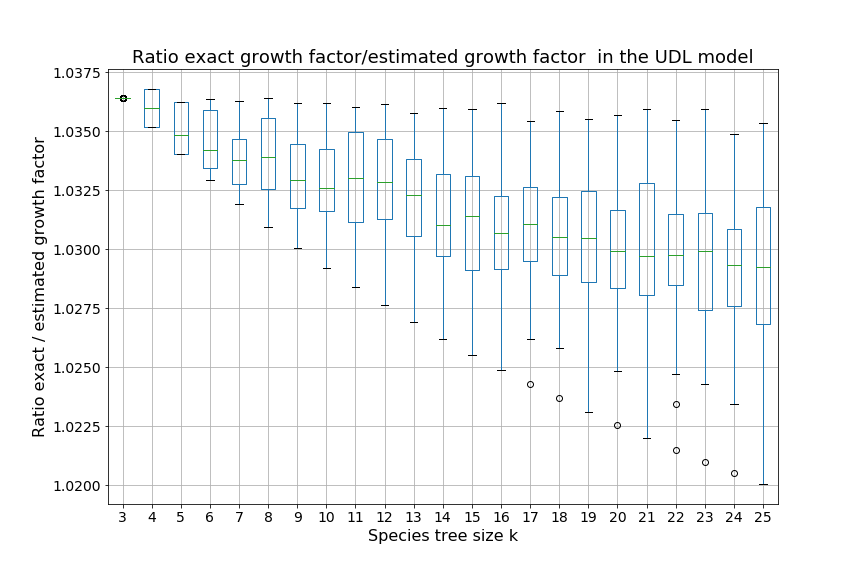 Ratio exact growth factor/estimated growth factor  in the UDL model
Ratio exact / estimated growth factor
1.0375
1.0350
1.0325
1.0300
1.0275
1.0250
1.0225
1.0200
3 4 5 6 7 8 9 10 11 12 13 14 15 16 17 18 19 20 21 22 23 24 25
Species tree size k